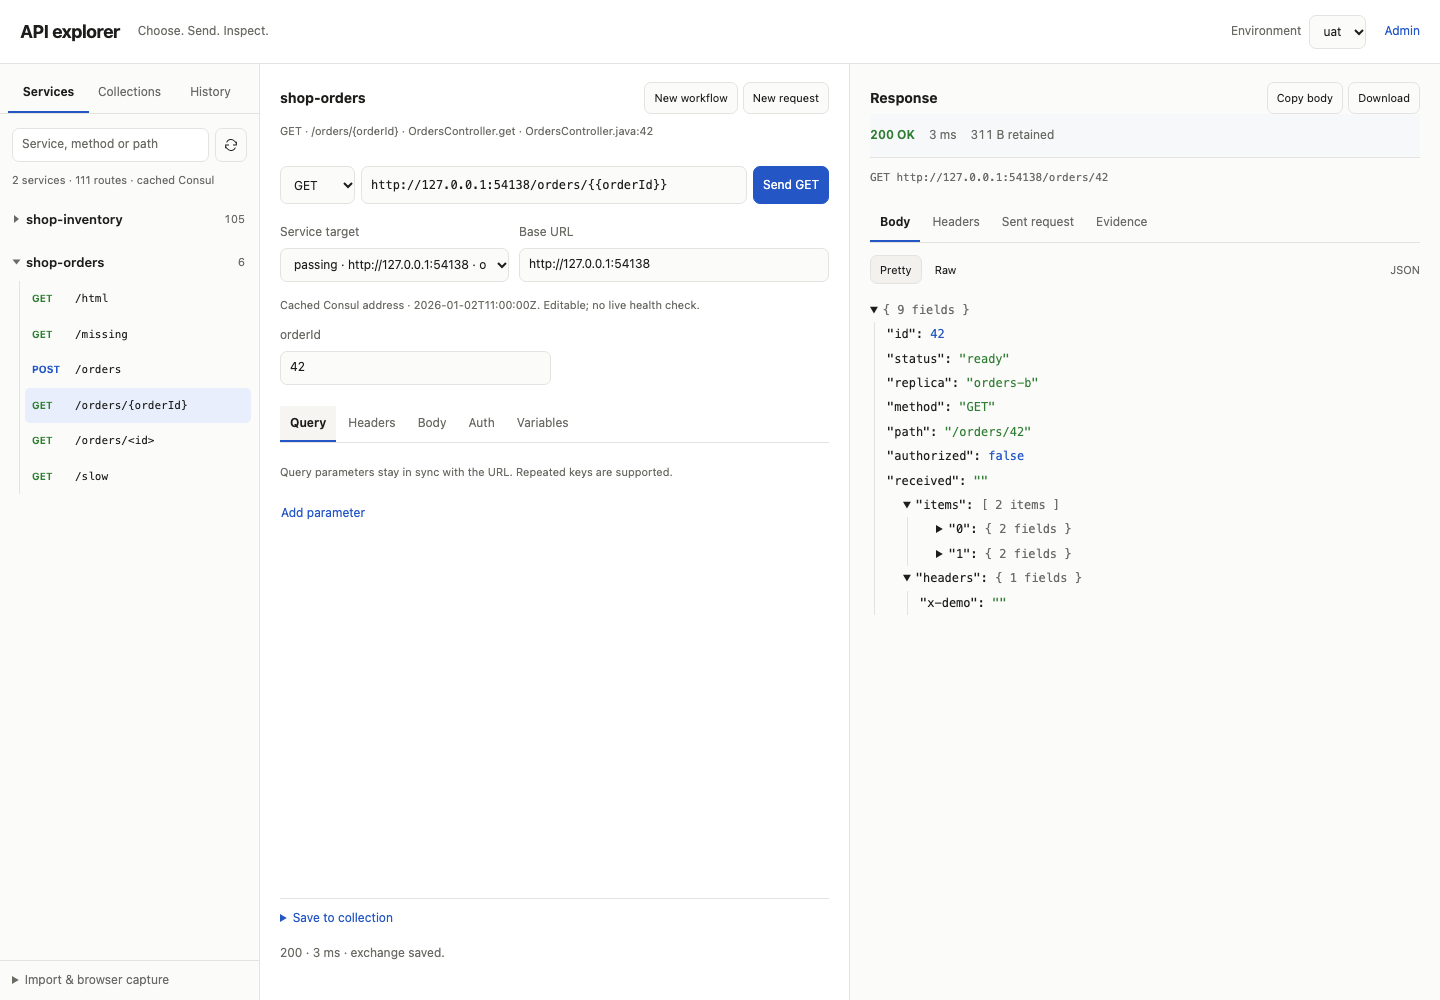 API explorer
Choose. Send. Inspect.
Environment
uat
Admin
Services
Collections
History
Service, method or path
2 services · 111 routes · cached Consul
shop-inventory
105
shop-orders
6
GET /html
GET /missing
POST /orders
GET /orders/{orderId}
GET /orders/<id>
GET /slow
Import & browser capture
shop-orders
New workflow
New request
GET · /orders/{orderId} · OrdersController.get · OrdersController.java:42
GET
http://127.0.0.1:54138/orders/{{orderId}}
Send GET
Service target
Base URL
passing · http://127.0.0.1:54138 · o
http://127.0.0.1:54138
Cached Consul address · 2026-01-02T11:00:00Z. Editable; no live health check.
orderId
42
Query
Headers
Body
Auth
Variables
Query parameters stay in sync with the URL. Repeated keys are supported.
Add parameter
Save to collection
200 · 3 ms · exchange saved.
Response
Copy body
Download
200 OK
3 ms
311 B retained
GET http://127.0.0.1:54138/orders/42
Body
Headers
Sent request
Evidence
Pretty
Raw
JSON
{ 9 fields }
"id": 42
"status": "ready"
"replica": "orders-b"
"method": "GET"
"path": "/orders/42"
"authorized": false
"received": ""
"items": [ 2 items ]
"0": { 2 fields }
"1": { 2 fields }
"headers": { 1 fields }
"x-demo": ""